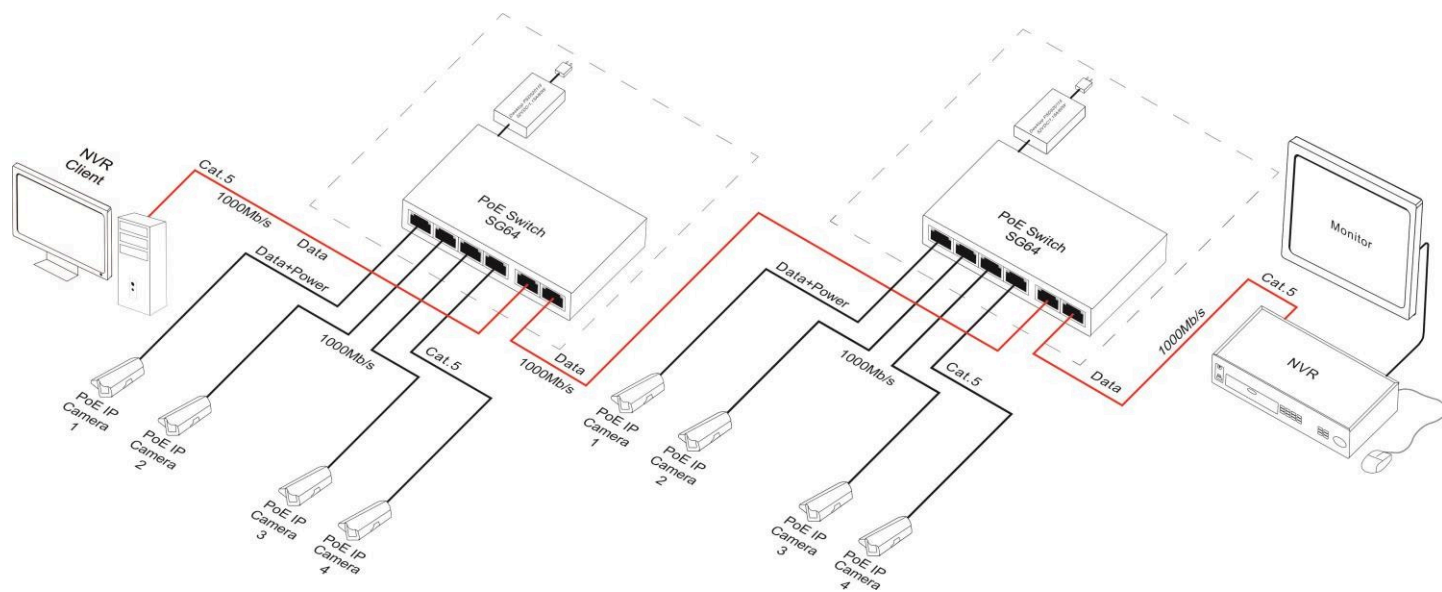 NVR
Client
Cat.5
1000Mb/s
Data
Data+Power
1000Mb/s
Cat.5
PoE Switch
SG64
Data
1000Mb/s
PoE IP
Camera
1
PoE IP
Camera
2
PoE IP
Camera
3
PoE IP
Camera
4
PoE Switch
SG64
Data+Power
1000Mb/s
Cat.5
PoE IP
Camera
1
PoE IP
Camera
2
PoE IP
Camera
3
PoE IP
Camera
4
Data
1000Mb/s
Cat.5
Monitor
NVR